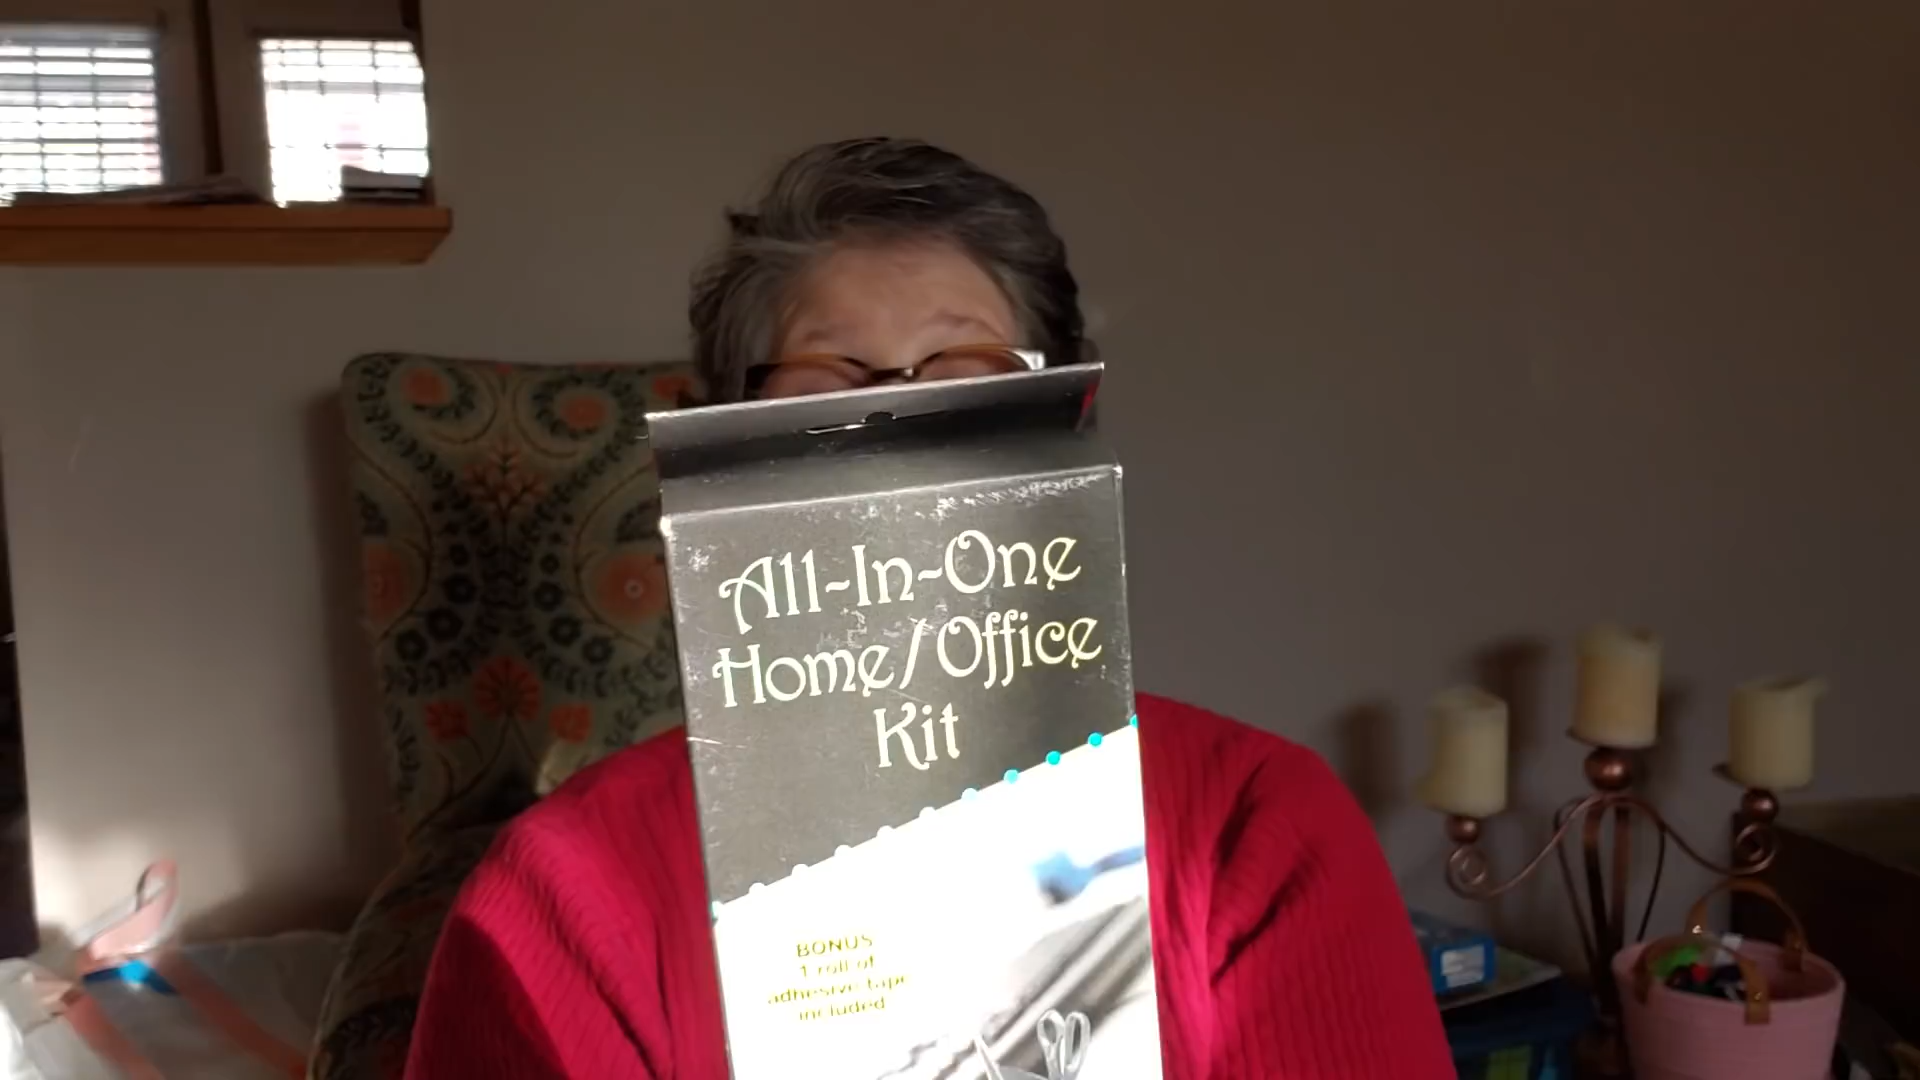 All-In-One
Home/Office
Kit
BONUS
1 roll of
adhesive tape
included